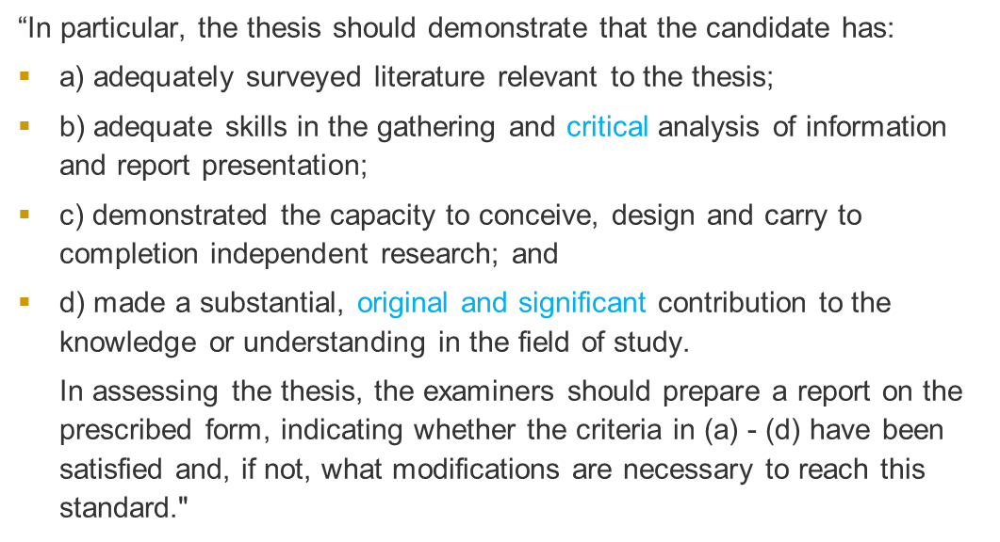 “In particular, the thesis should demonstrate that the candidate has:
▪ a) adequately surveyed literature relevant to the thesis;
▪ b) adequate skills in the gathering and critical analysis of information
and report presentation;
▪ c) demonstrated the capacity to conceive, design and carry to
completion independent research; and
▪ d) made a substantial, original and significant contribution to the
knowledge or understanding in the field of study.
In assessing the thesis, the examiners should prepare a report on the
prescribed form, indicating whether the criteria in (a) - (d) have been
satisfied and, if not, what modifications are necessary to reach this
standard."